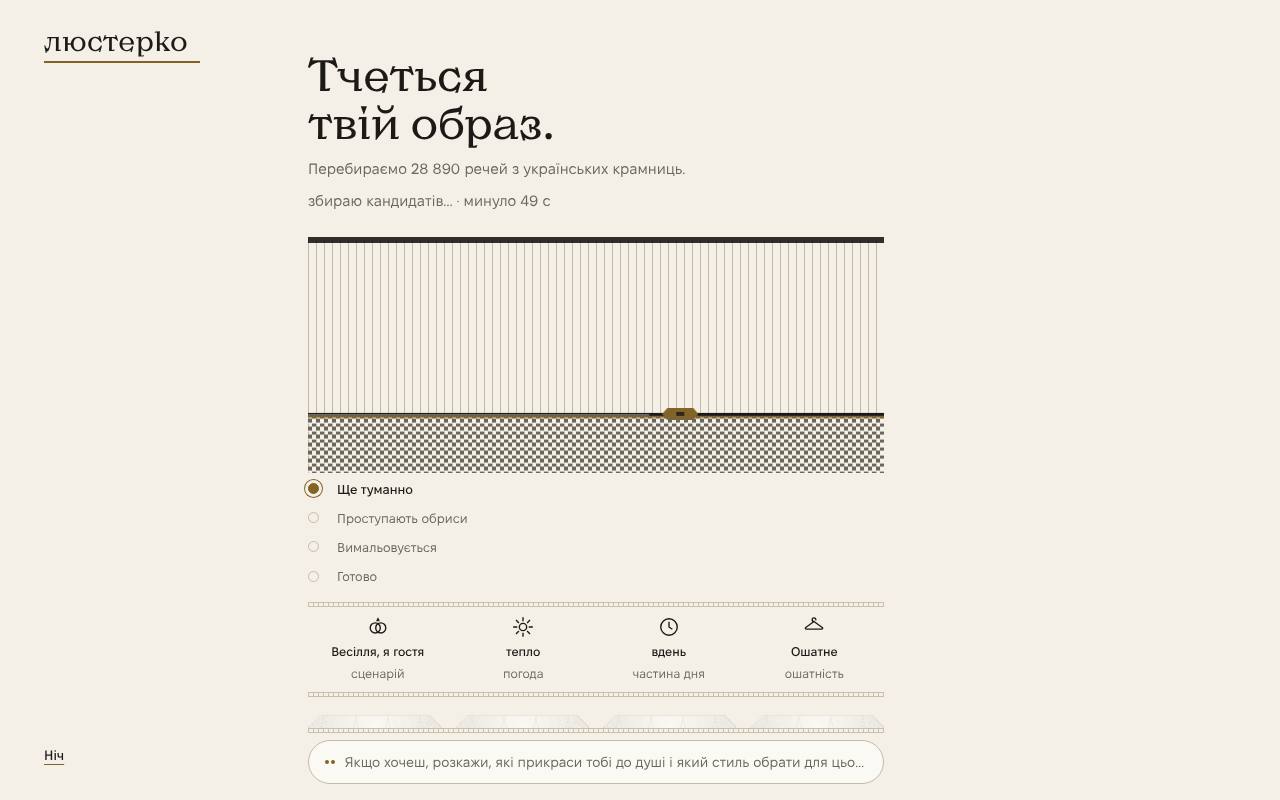 люстерко
Тчеться
твій образ.
Перебираємо 28 890 речей з українських крамниць.
збираю кандидатів... · минуло 49 с
Ще туманно
Проступають обриси
Вимальовується
Готово
Весілля, я гостя
сценарій
тепло
погода
вдень
частина дня
Ошатне
ошатність
Якщо хочеш, розкажи, які прикраси тобі до душі і який стиль обрати для цьо...
Ніч